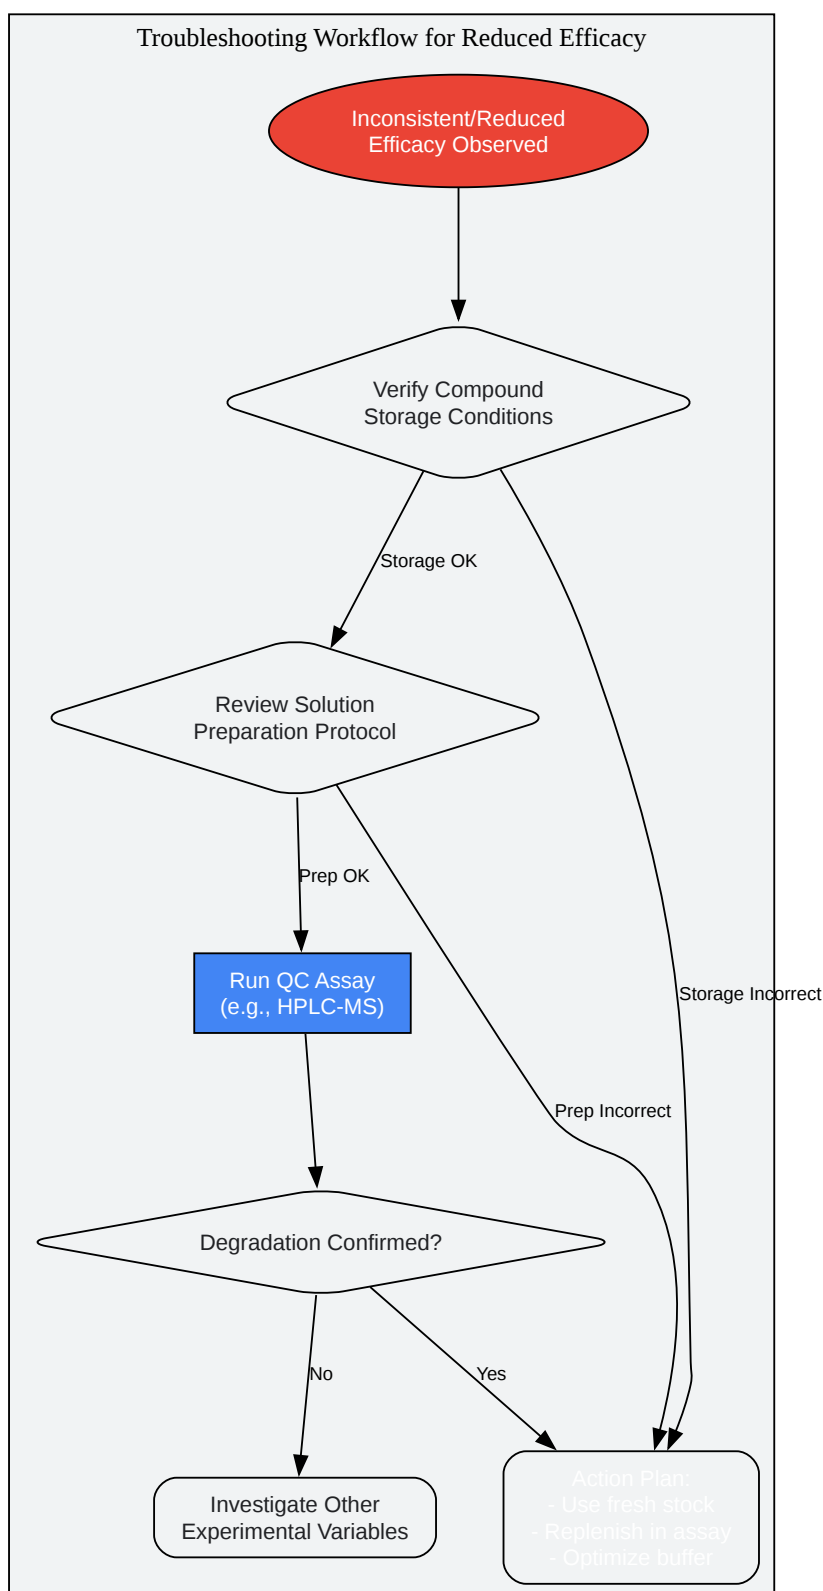 Troubleshooting Workflow for Reduced Efficacy
Inconsistent/Reduced
Efficacy Observed
Verify Compound
Storage Conditions
Storage OK
Review Solution
Preparation Protocol
Prep OK
Run QC Assay
(e.g., HPLC-MS)
Storage Incorrect
Prep Incorrect
Degradation Confirmed?
No
Yes
Investigate Other
Experimental Variables
Action Plan:
- Use fresh stock
- Replenish in assay
- Optimize buffer